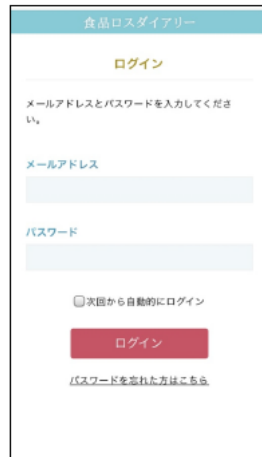 食品ロスダイアリー
ログイン
メールアドレスとパスワードを入力してくださ
い。
メールアドレス
パスワード
次回から自動的にログイン
ログイン
パスワードを忘れた方はこちら